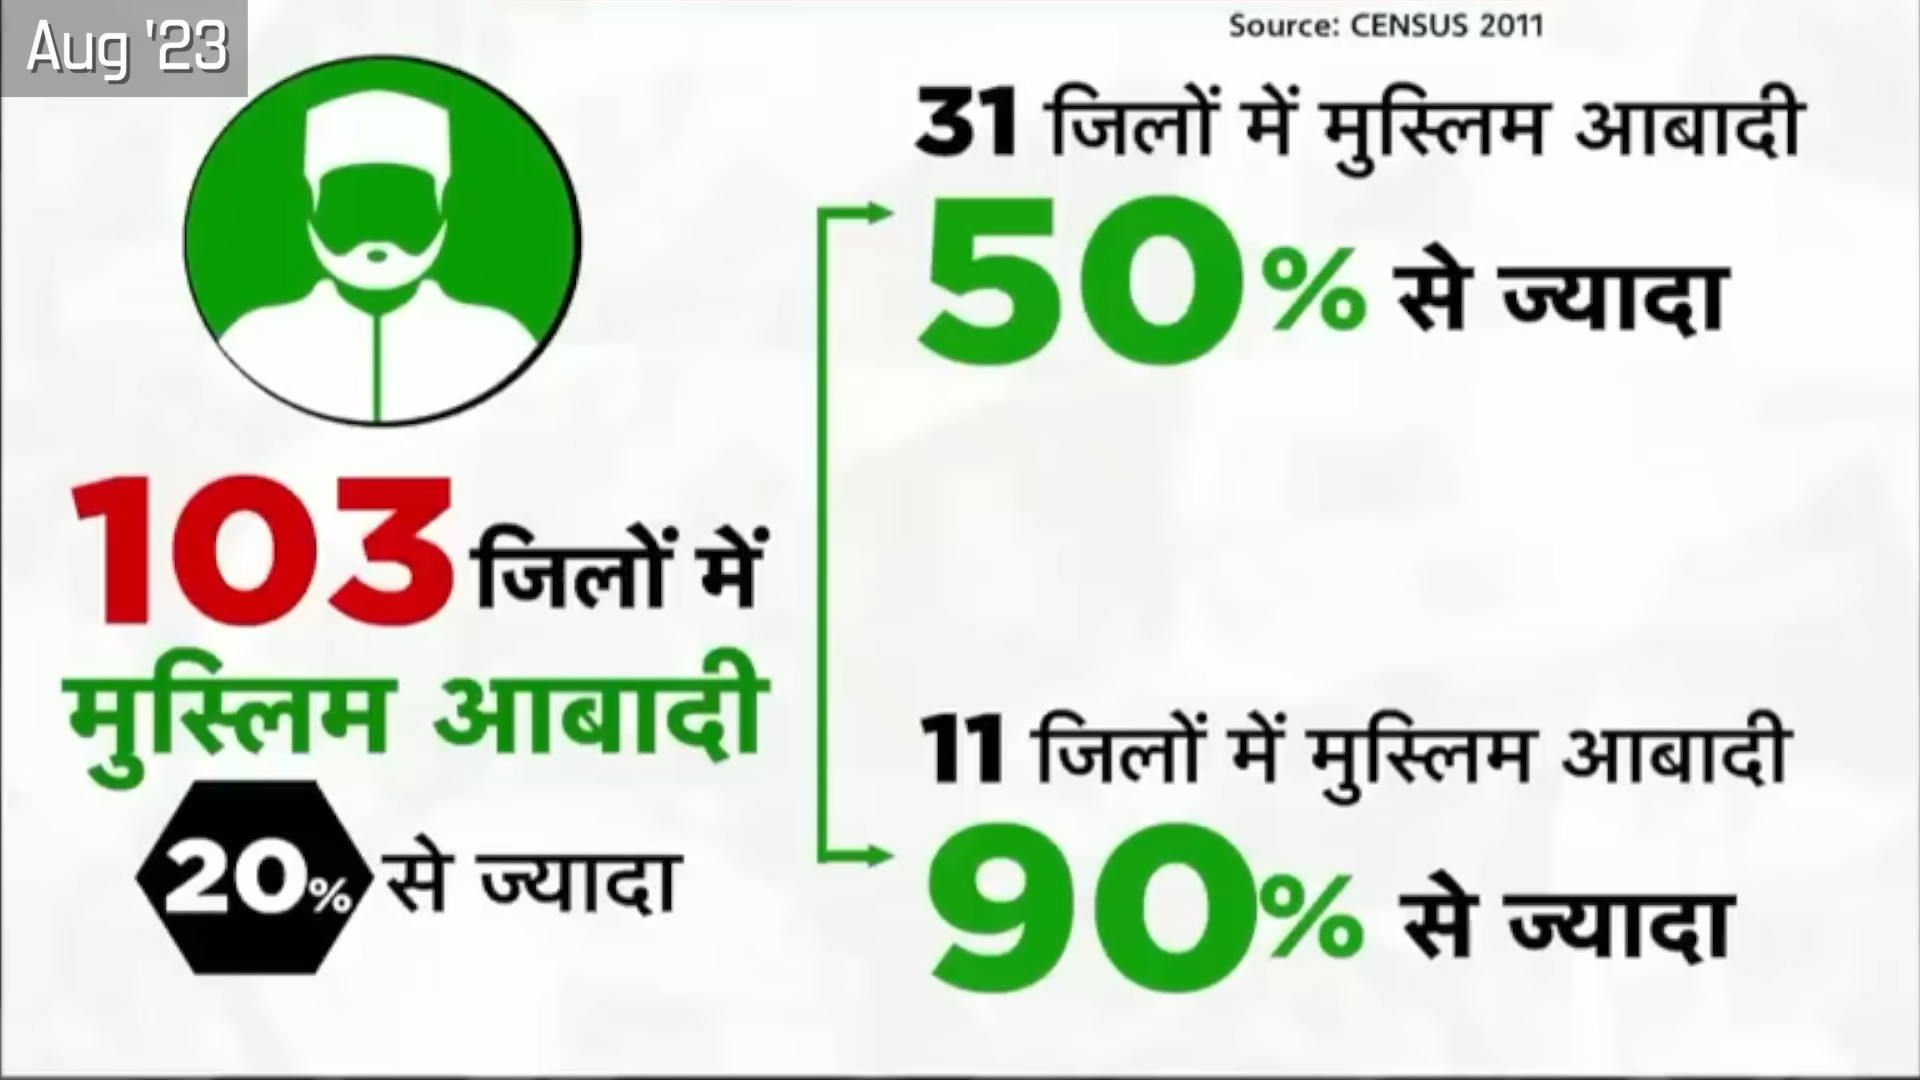 Aug '23
Source: CENSUS 2011
103 जिलों में
मुस्लिम आबादी
20% से ज्यादा
31 जिलों में मुस्लिम आबादी
50% से ज्यादा
11 जिलों में मुस्लिम आबादी
90% से ज्यादा